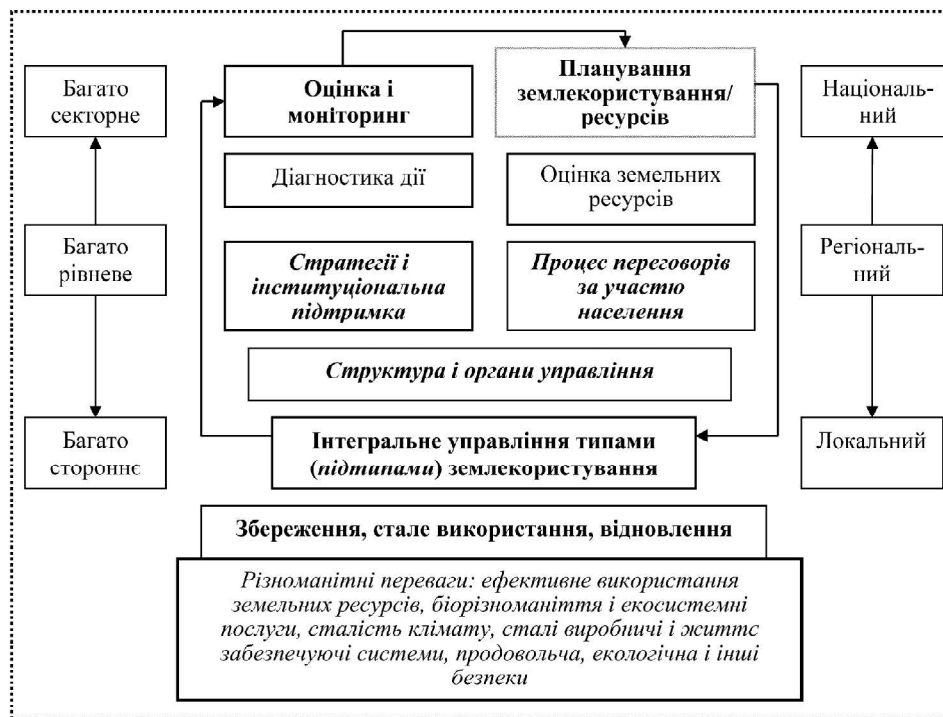 Багато
секторне
Багато
рівневе
Багато
стороннє
Оцінка і
моніторинг
Планування
землекористування/
ресурсів
Діагностика дії
Оцінка земельних
ресурсів
Стратегії і
інституціональна
підтримка
Процес переговорів
за участю
населення
Структура і органи управління
Інтегральне управління типами
(підтипами) землекористування
Національ-
ний
Регіональ-
ний
Локальний
Збереження, стале використання, відновлення
Різноманітні переваги: ефективне використання
земельних ресурсів, біорізноманіття і екосистемні
послуги, сталість клімату, сталі виробничі і життє
забезпечуючі системи, продовольча, екологічна і інші
безпеки